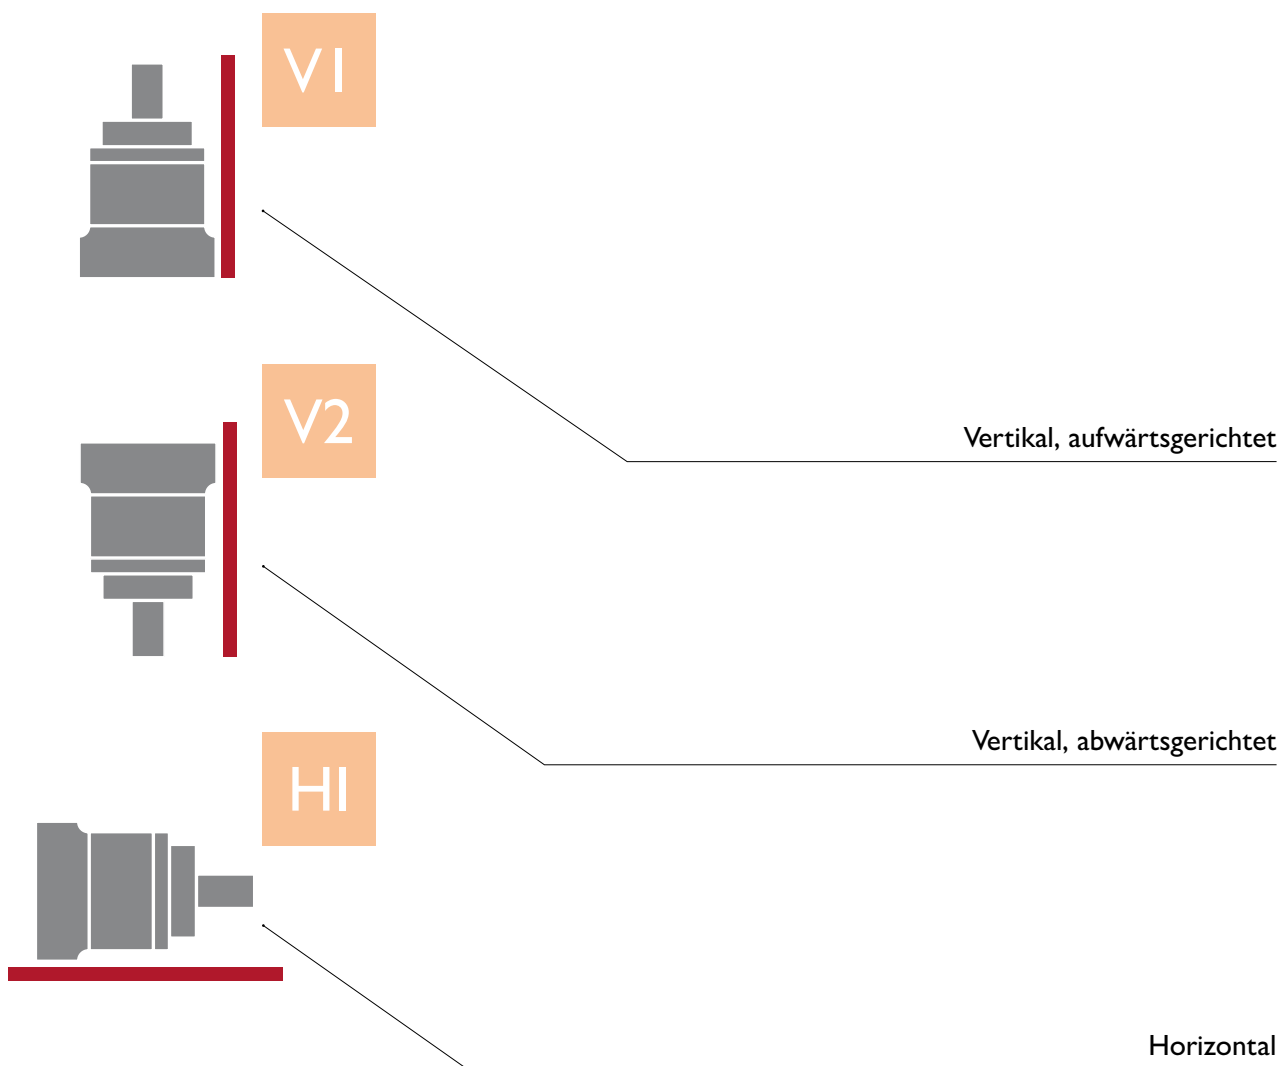 V1
Vertikal, aufwärtsgerichtet
V2
Vertikal, abwärtsgerichtet
H1
Horizontal